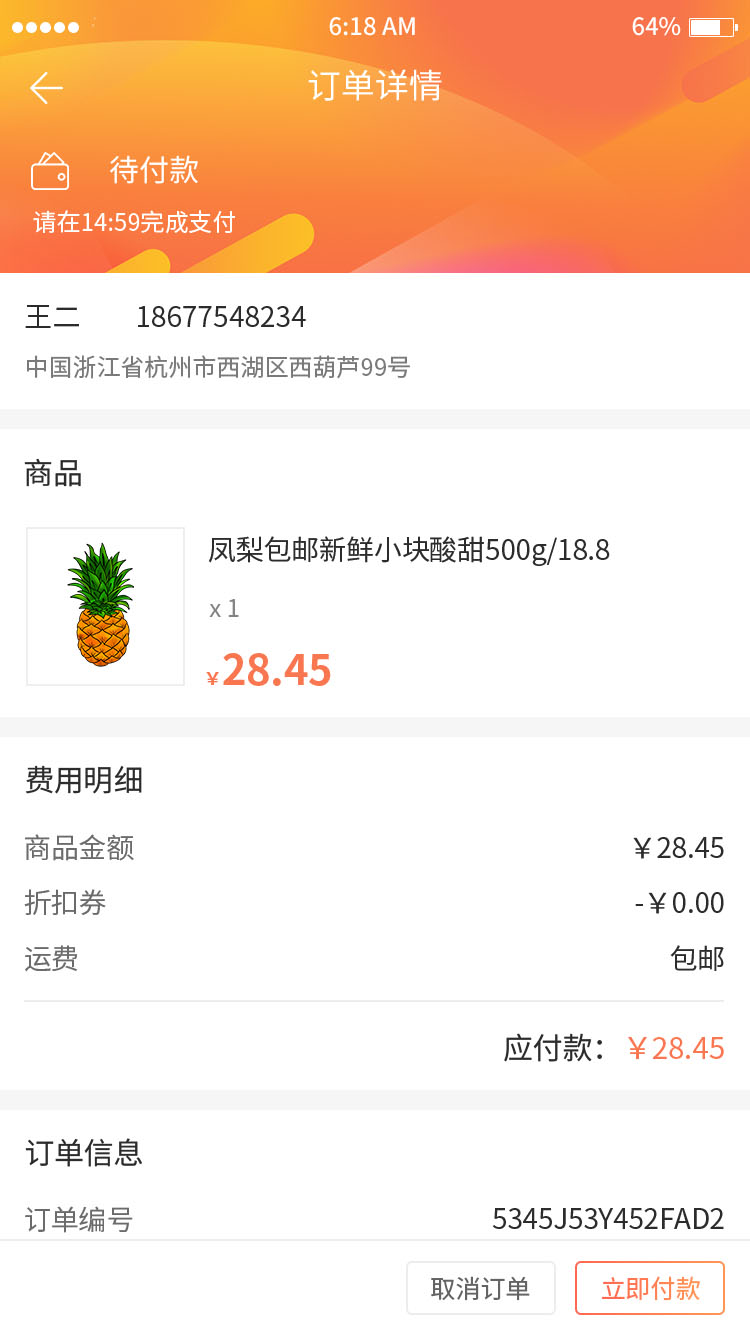 6:18 AM 64%
订单详情
待付款
请在14:59完成支付
王二 18677548234
中国浙江省杭州市西湖区西葫芦99号
商品
凤梨包邮新鲜小块酸甜500g/18.8
x 1
¥28.45
费用明细
商品金额 ￥28.45
折扣券 -￥0.00
运费 包邮
应付款： ￥28.45
订单信息
订单编号 5345J53Y452FAD2
取消订单 立即付款